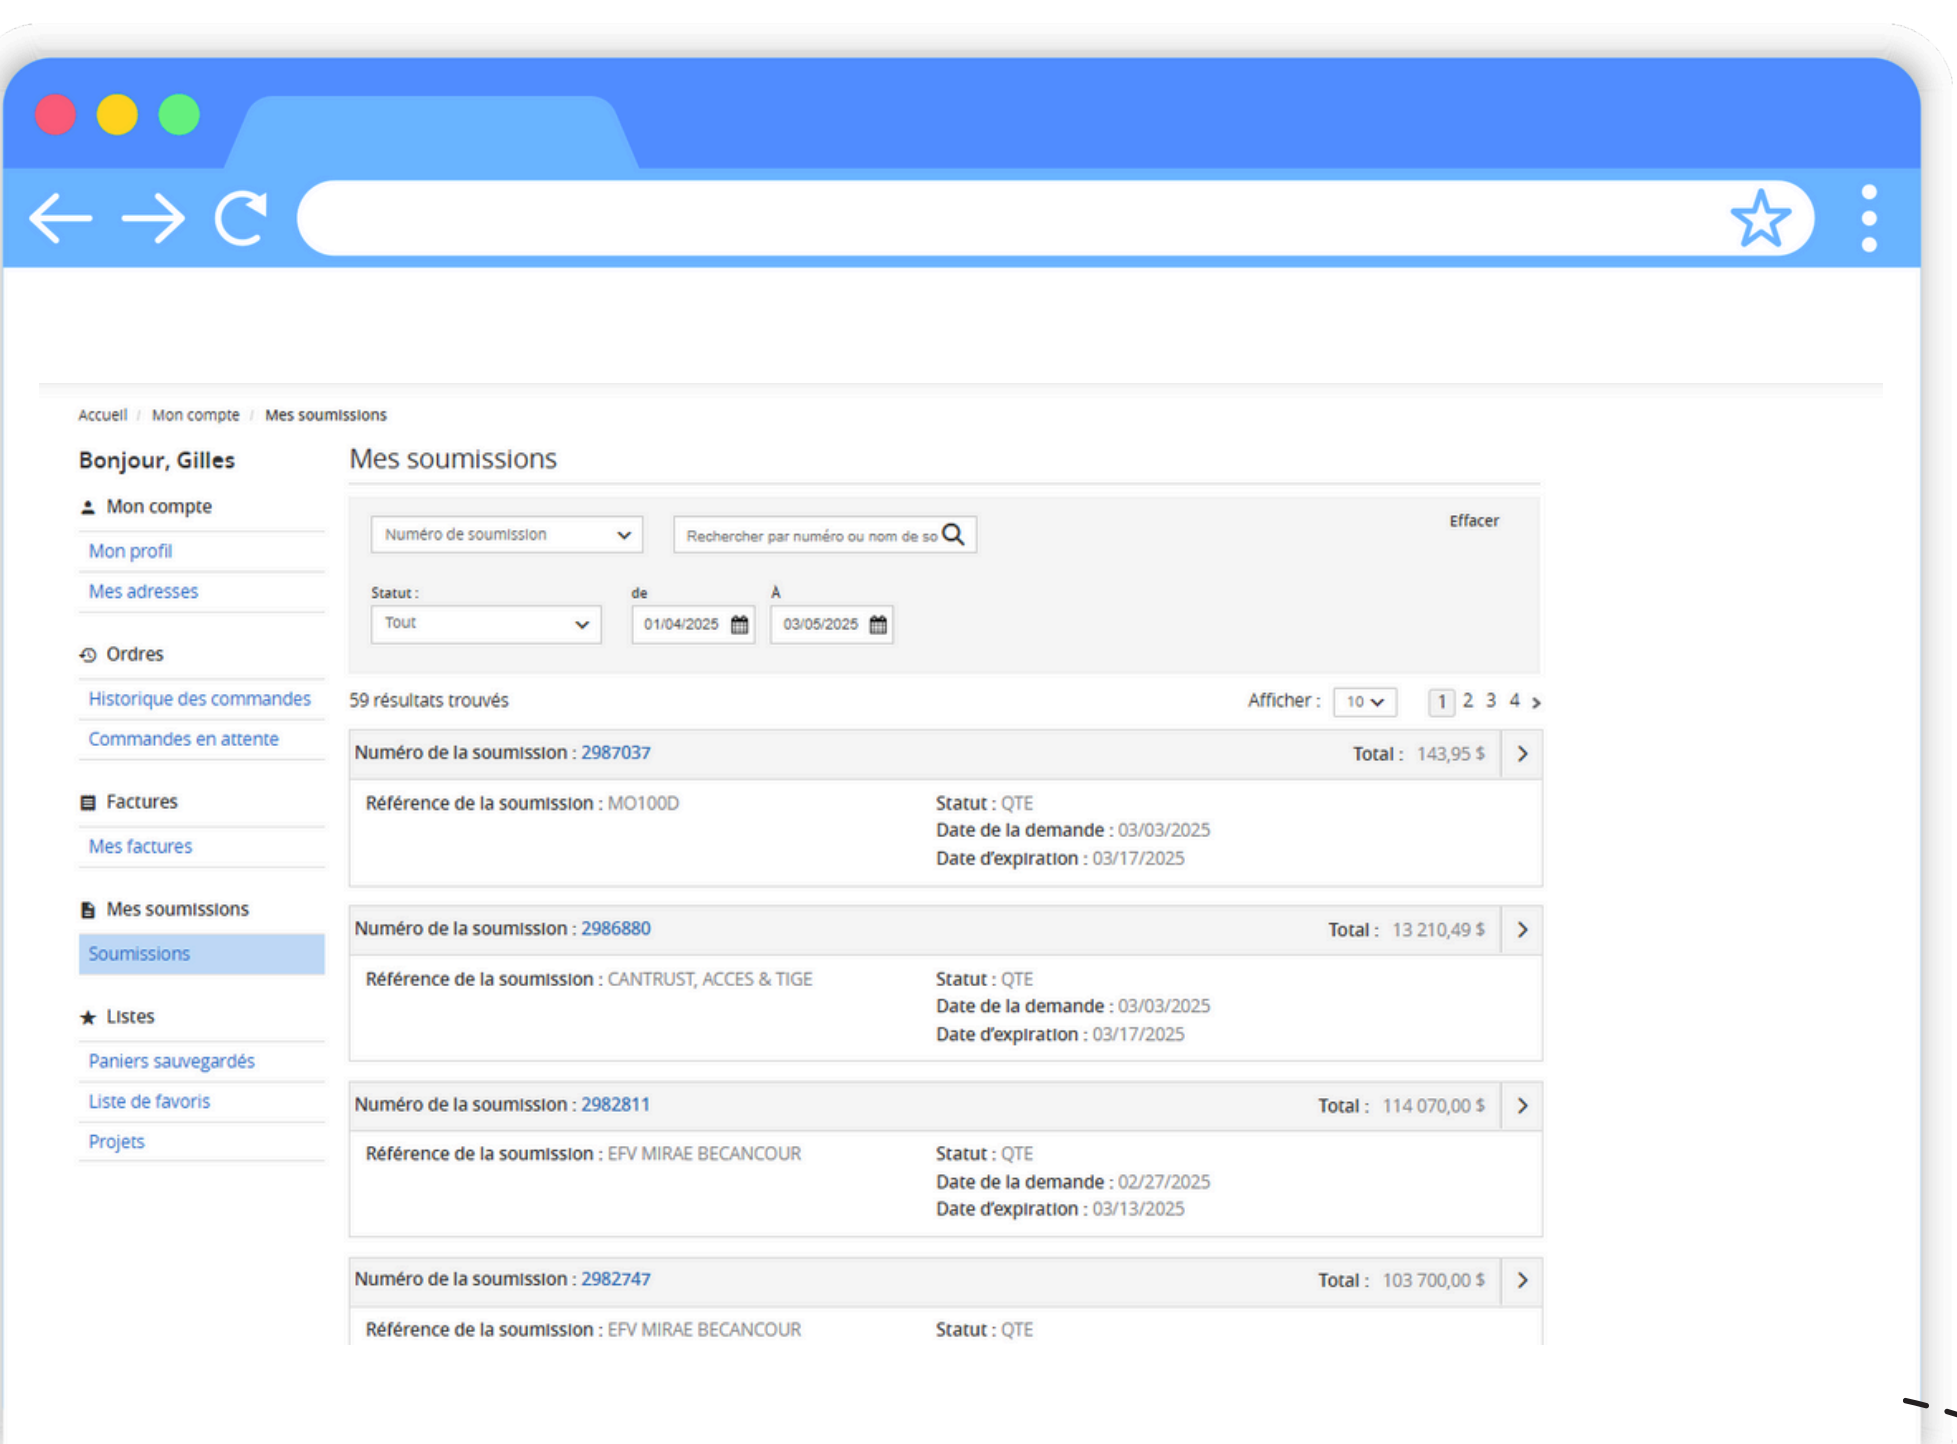 Accueil / Mon compte / Mes soumissions
Bonjour, Gilles
Mon compte
Mon profil
Mes adresses
Ordres
Historique des commandes
Commandes en attente
Factures
Mes factures
Mes soumissions
Soumissions
Listes
Paniers sauvegardés
Liste de favoris
Projets
Mes soumissions
Numéro de soumission
Rechercher par numéro ou nom de so
Effacer
Statut : de À
Tout 01/04/2025 03/05/2025
59 résultats trouvés Afficher : 10 1 2 3 4 >
Numéro de la soumission : 2987037 Total : 143,95 $ >
Référence de la soumission : MO100D
Statut : QTE
Date de la demande : 03/03/2025
Date d'expiration : 03/17/2025
Numéro de la soumission : 2986880 Total : 13 210,49 $ >
Référence de la soumission : CANTRUST, ACCES & TIGE
Statut : QTE
Date de la demande : 03/03/2025
Date d'expiration : 03/17/2025
Numéro de la soumission : 2982811 Total : 114 070,00 $ >
Référence de la soumission : EFV MIRAE BECANCOUR
Statut : QTE
Date de la demande : 02/27/2025
Date d'expiration : 03/13/2025
Numéro de la soumission : 2982747 Total : 103 700,00 $ >
Référence de la soumission : EFV MIRAE BECANCOUR
Statut : QTE